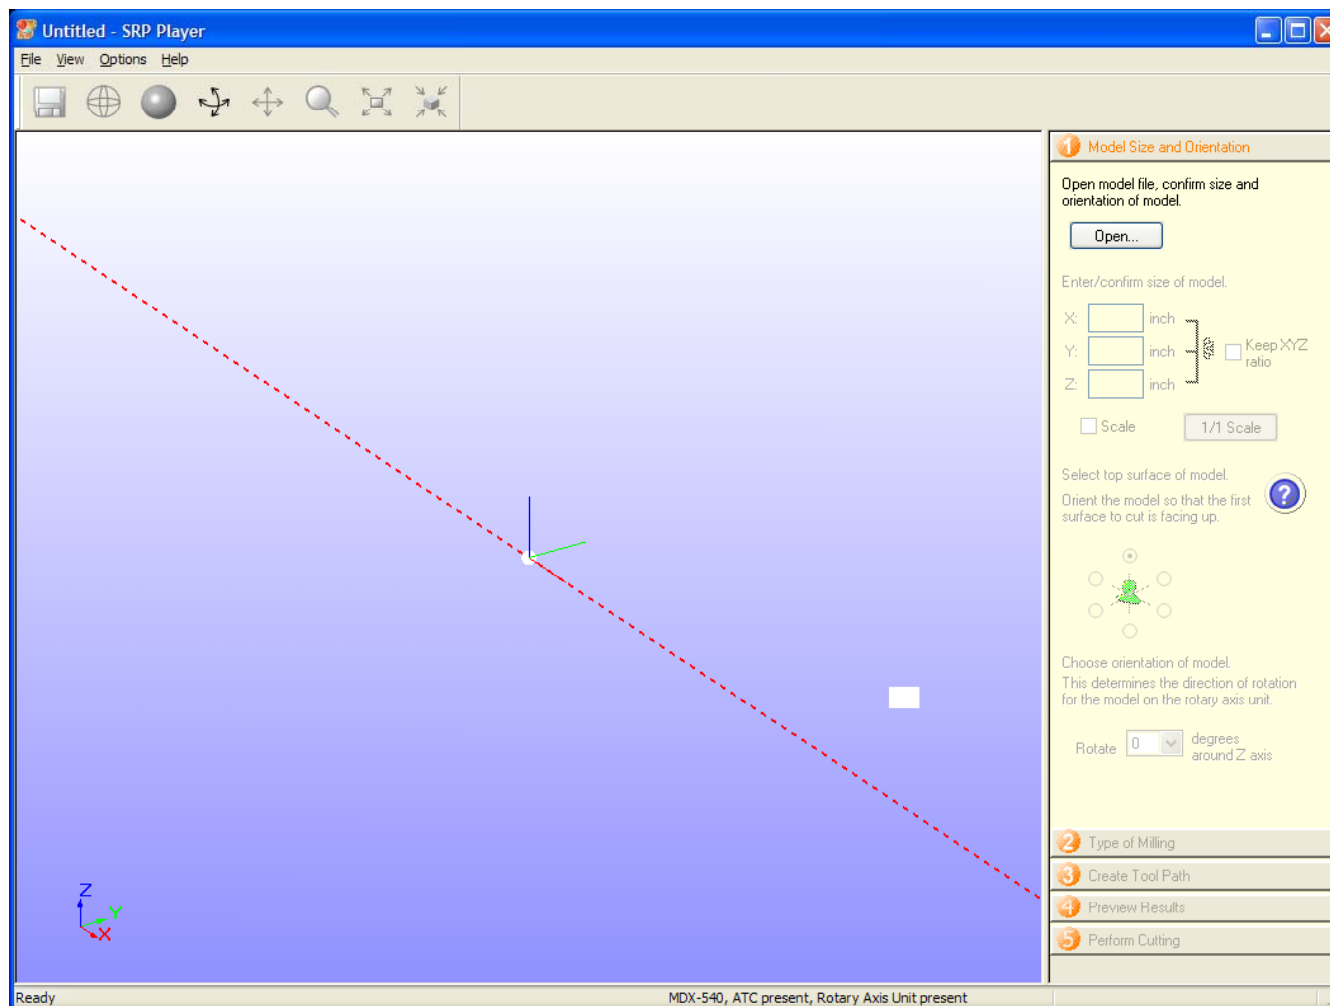 Untitled - SRP Player
File View Options Help
1 Model Size and Orientation
Open model file, confirm size and
orientation of model.
Open...
Enter/confirm size of model.
X: inch
Y: inch
Z: inch
Keep XYZ
ratio
Scale 1/1 Scale
Select top surface of model.
Orient the model so that the first
surface to cut is facing up.
?
Choose orientation of model.
This determines the direction of rotation
for the model on the rotary axis unit.
Rotate 0 degrees
around Z axis
2 Type of Milling
3 Create Tool Path
4 Preview Results
5 Perform Cutting
Z
Y
X
Ready MDX-540, ATC present, Rotary Axis Unit present